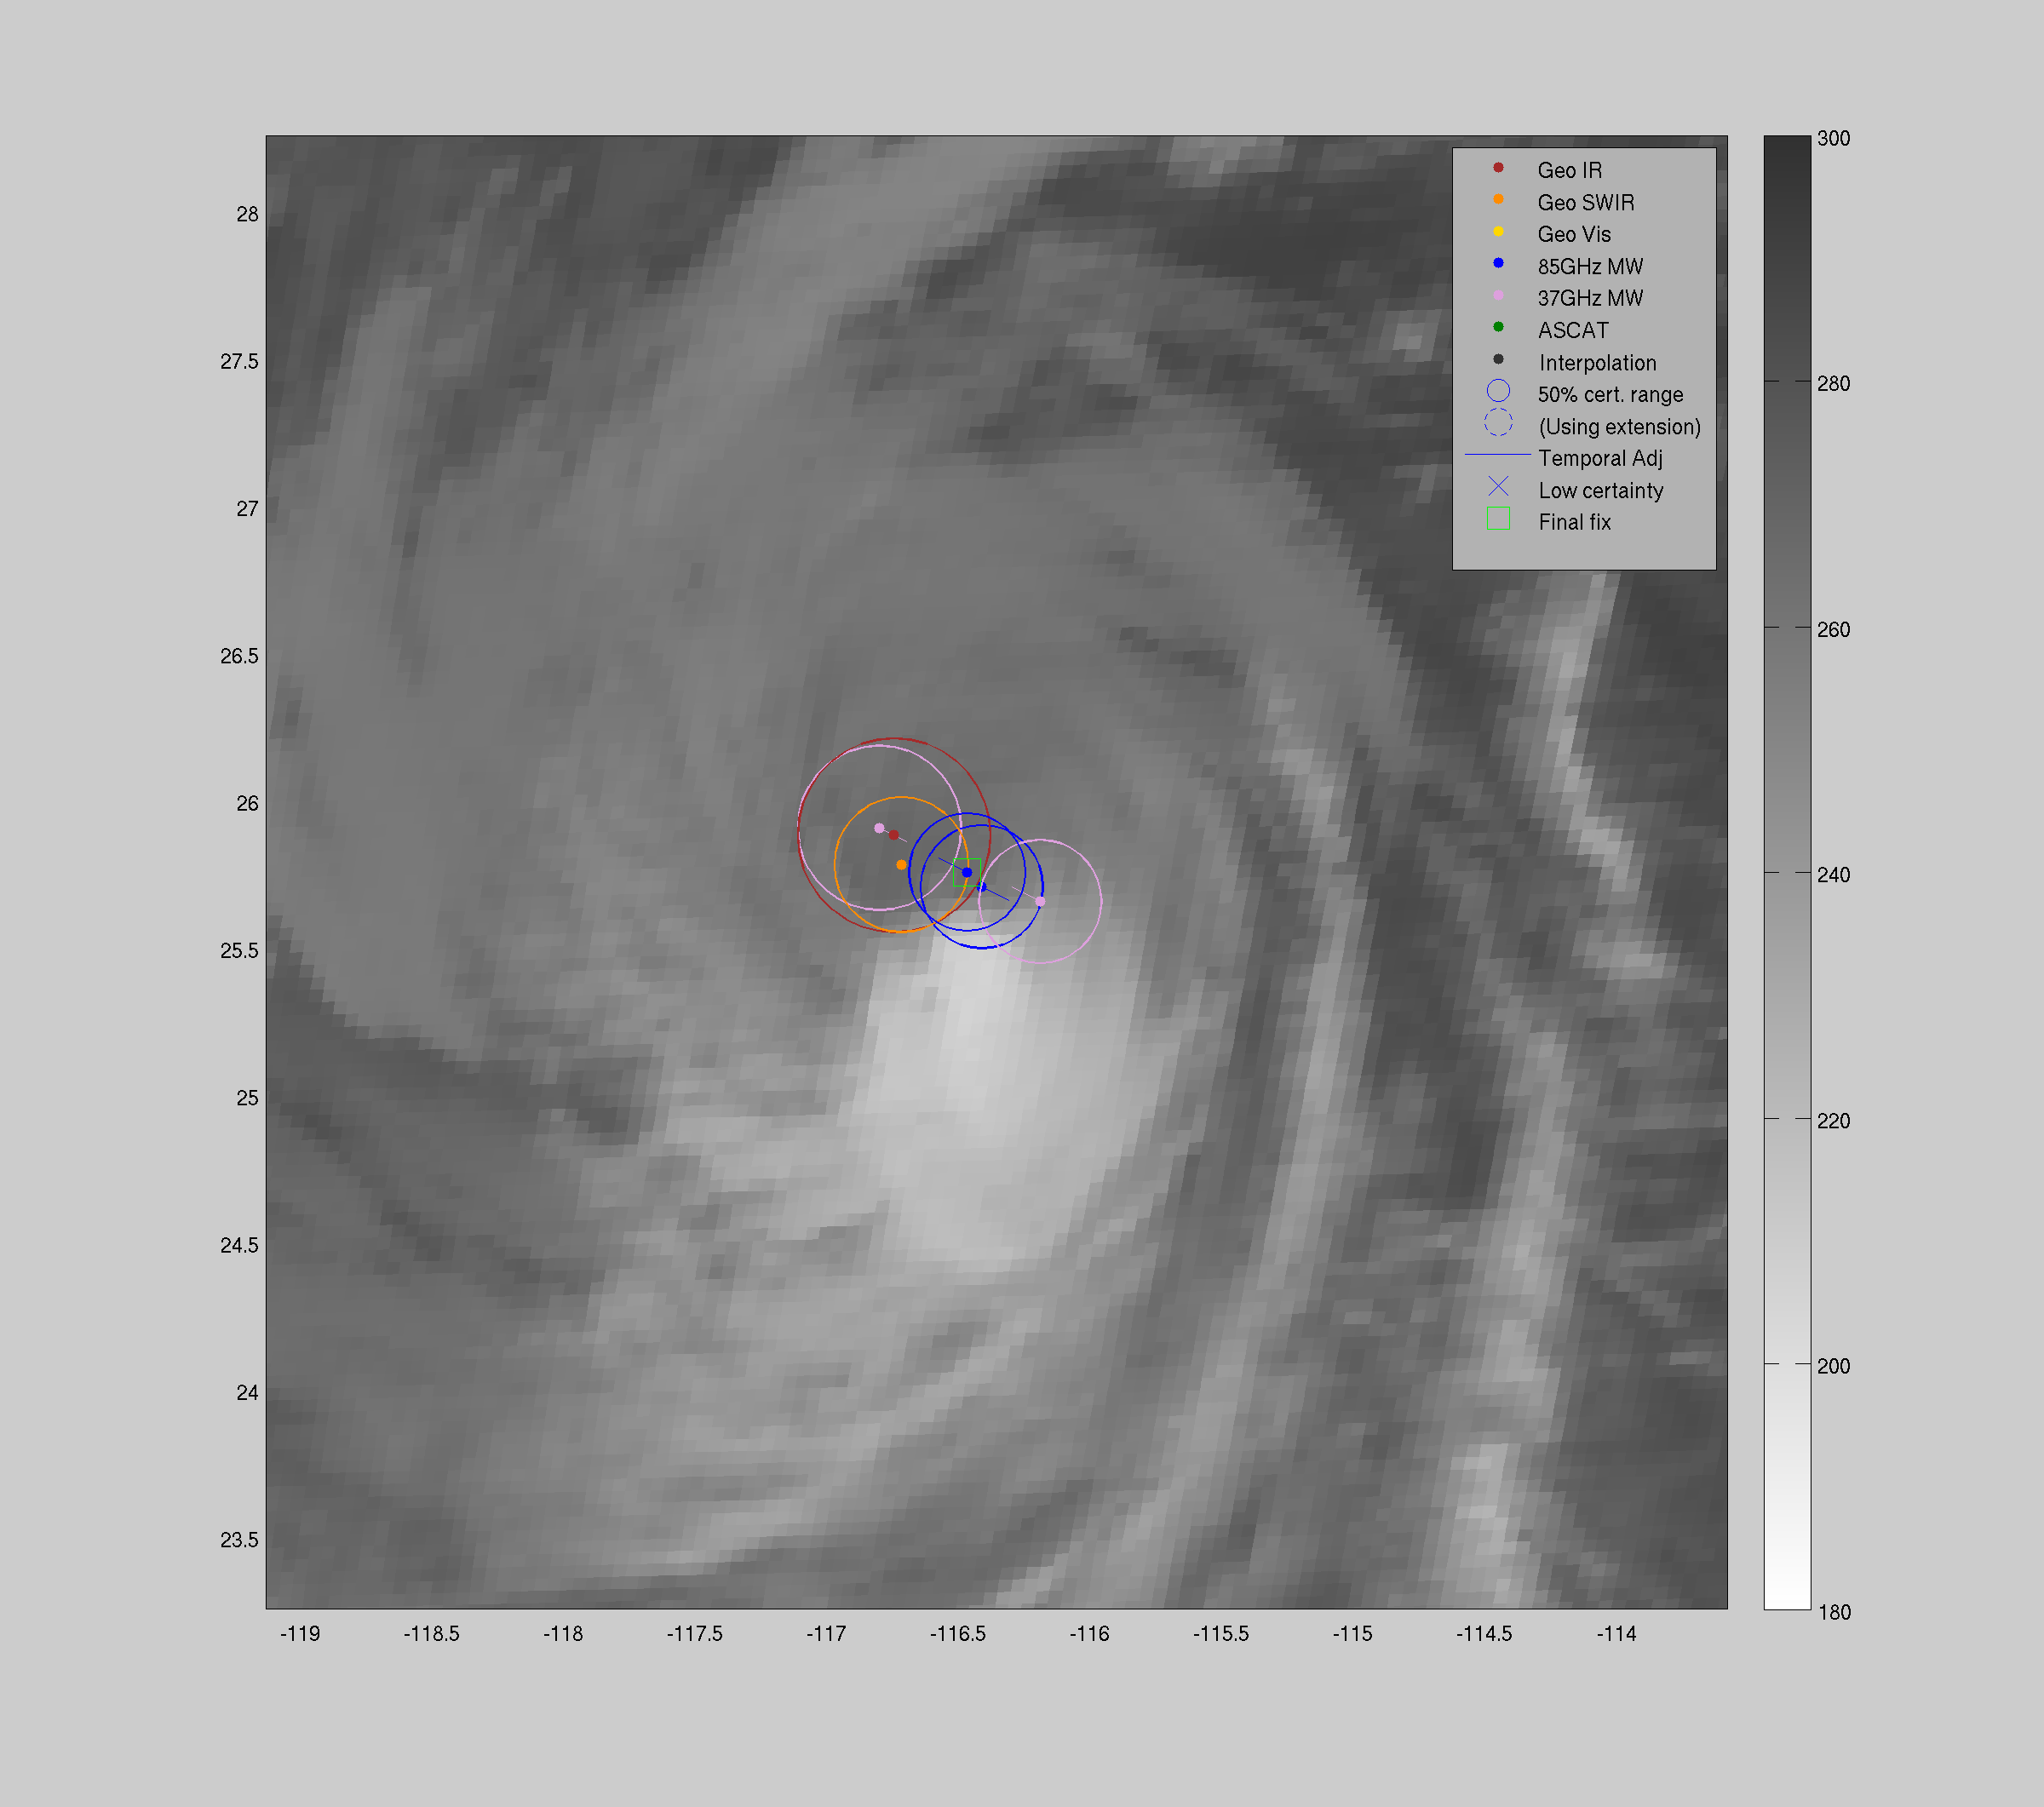 Geo IR
Geo SWIR
Geo Vis
85GHz MW
37GHz MW
ASCAT
Interpolation
50% cert. range
(Using extension)
Temporal Adj
Low certainty
Final fix
28
27.5
27
26.5
26
25.5
25
24.5
24
23.5
-119 -118.5 -118 -117.5 -117 -116.5 -116 -115.5 -115 -114.5 -114
300
280
260
240
220
200
180